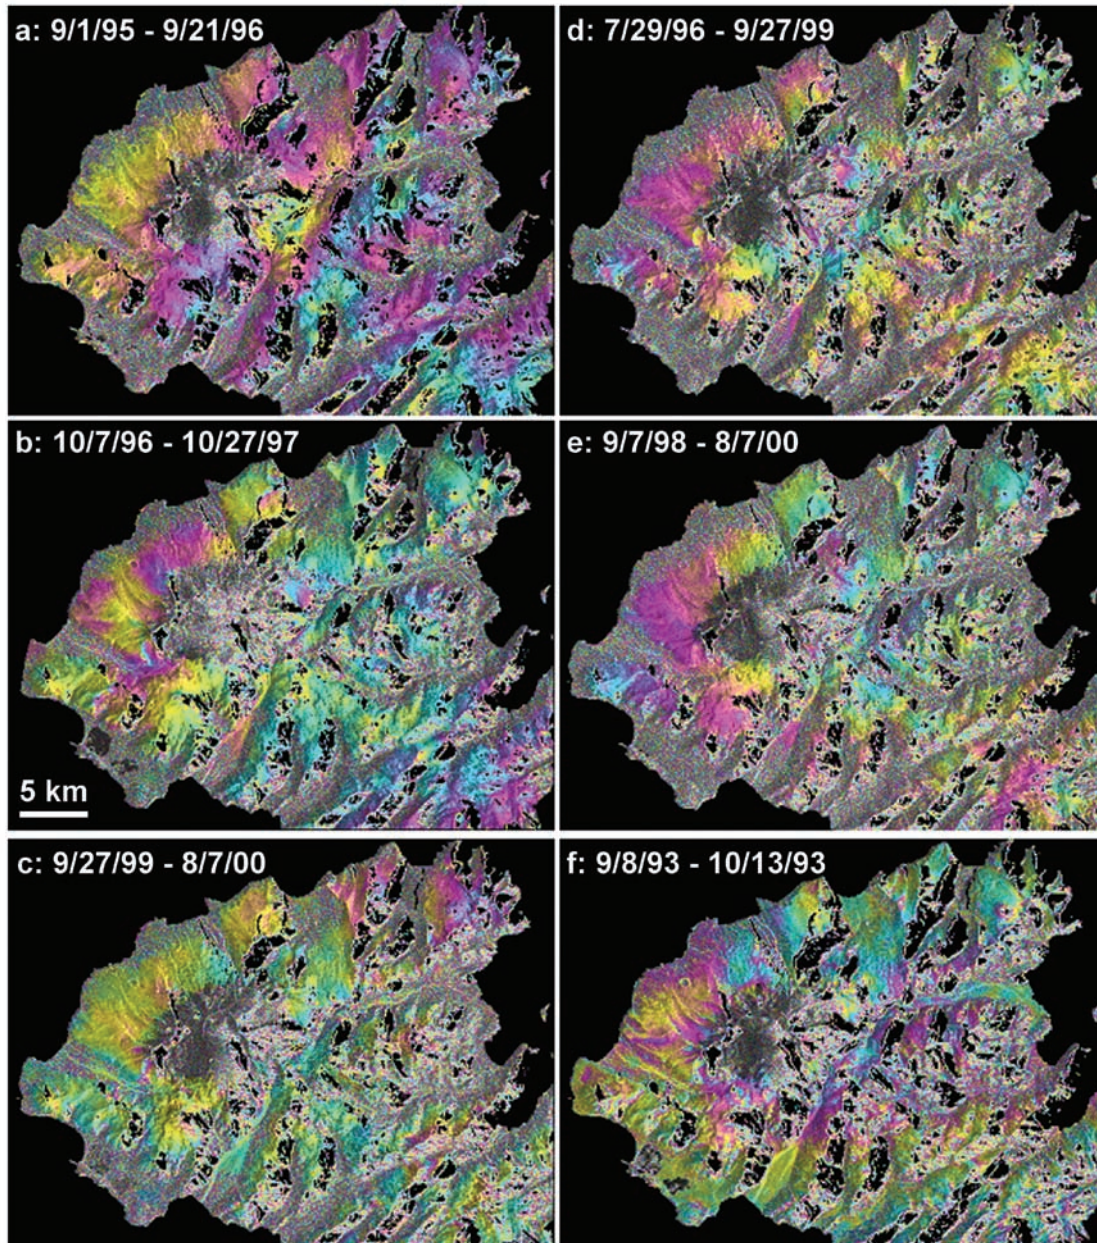 a: 9/1/95 - 9/21/96
d: 7/29/96 - 9/27/99
b: 10/7/96 - 10/27/97
e: 9/7/98 - 8/7/00
5 km
c: 9/27/99 - 8/7/00
f: 9/8/93 - 10/13/93